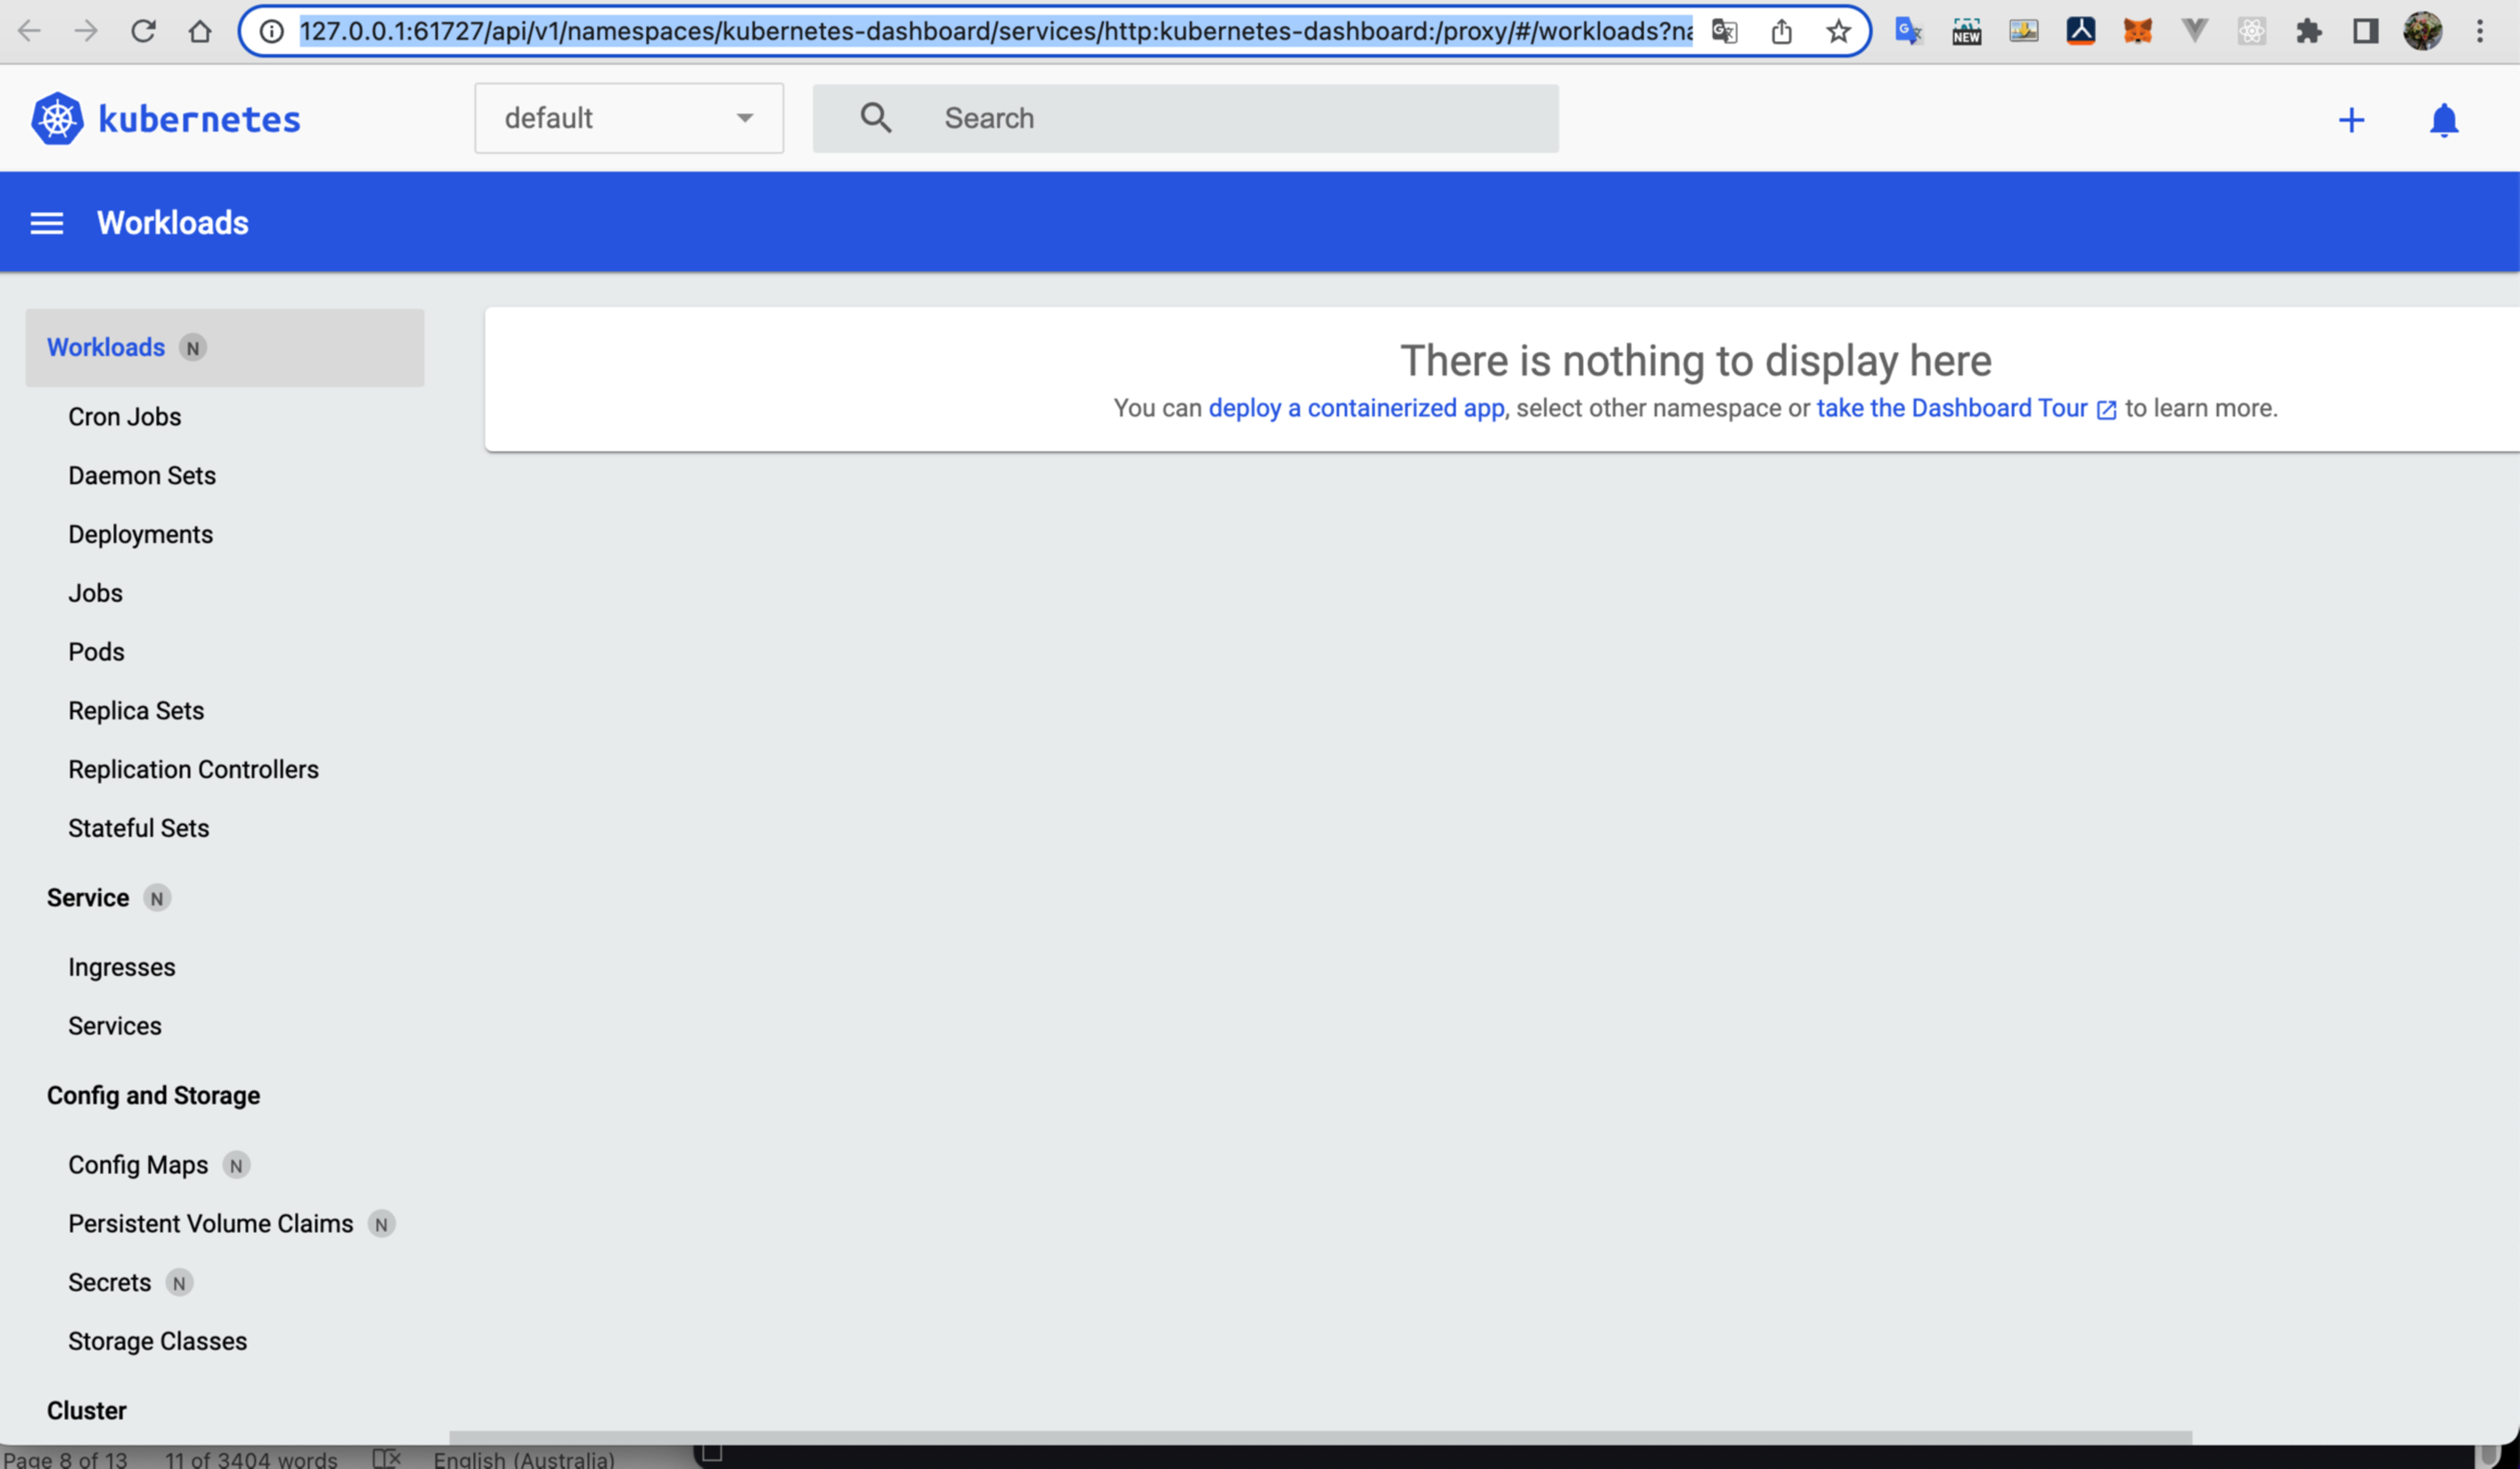 127.0.0.1:61727/api/v1/namespaces/kubernetes-dashboard/services/http:kubernetes-dashboard:/proxy/#/workloads?na
NEW
kubernetes
default
Search
Workloads
Workloads N
There is nothing to display here
You can deploy a containerized app, select other namespace or take the Dashboard Tour to learn more.
Cron Jobs
Daemon Sets
Deployments
Jobs
Pods
Replica Sets
Replication Controllers
Stateful Sets
Service N
Ingresses
Services
Config and Storage
Config Maps N
Persistent Volume Claims N
Secrets N
Storage Classes
Cluster
Page 8 of 13 11 of 3404 words English (Australia)